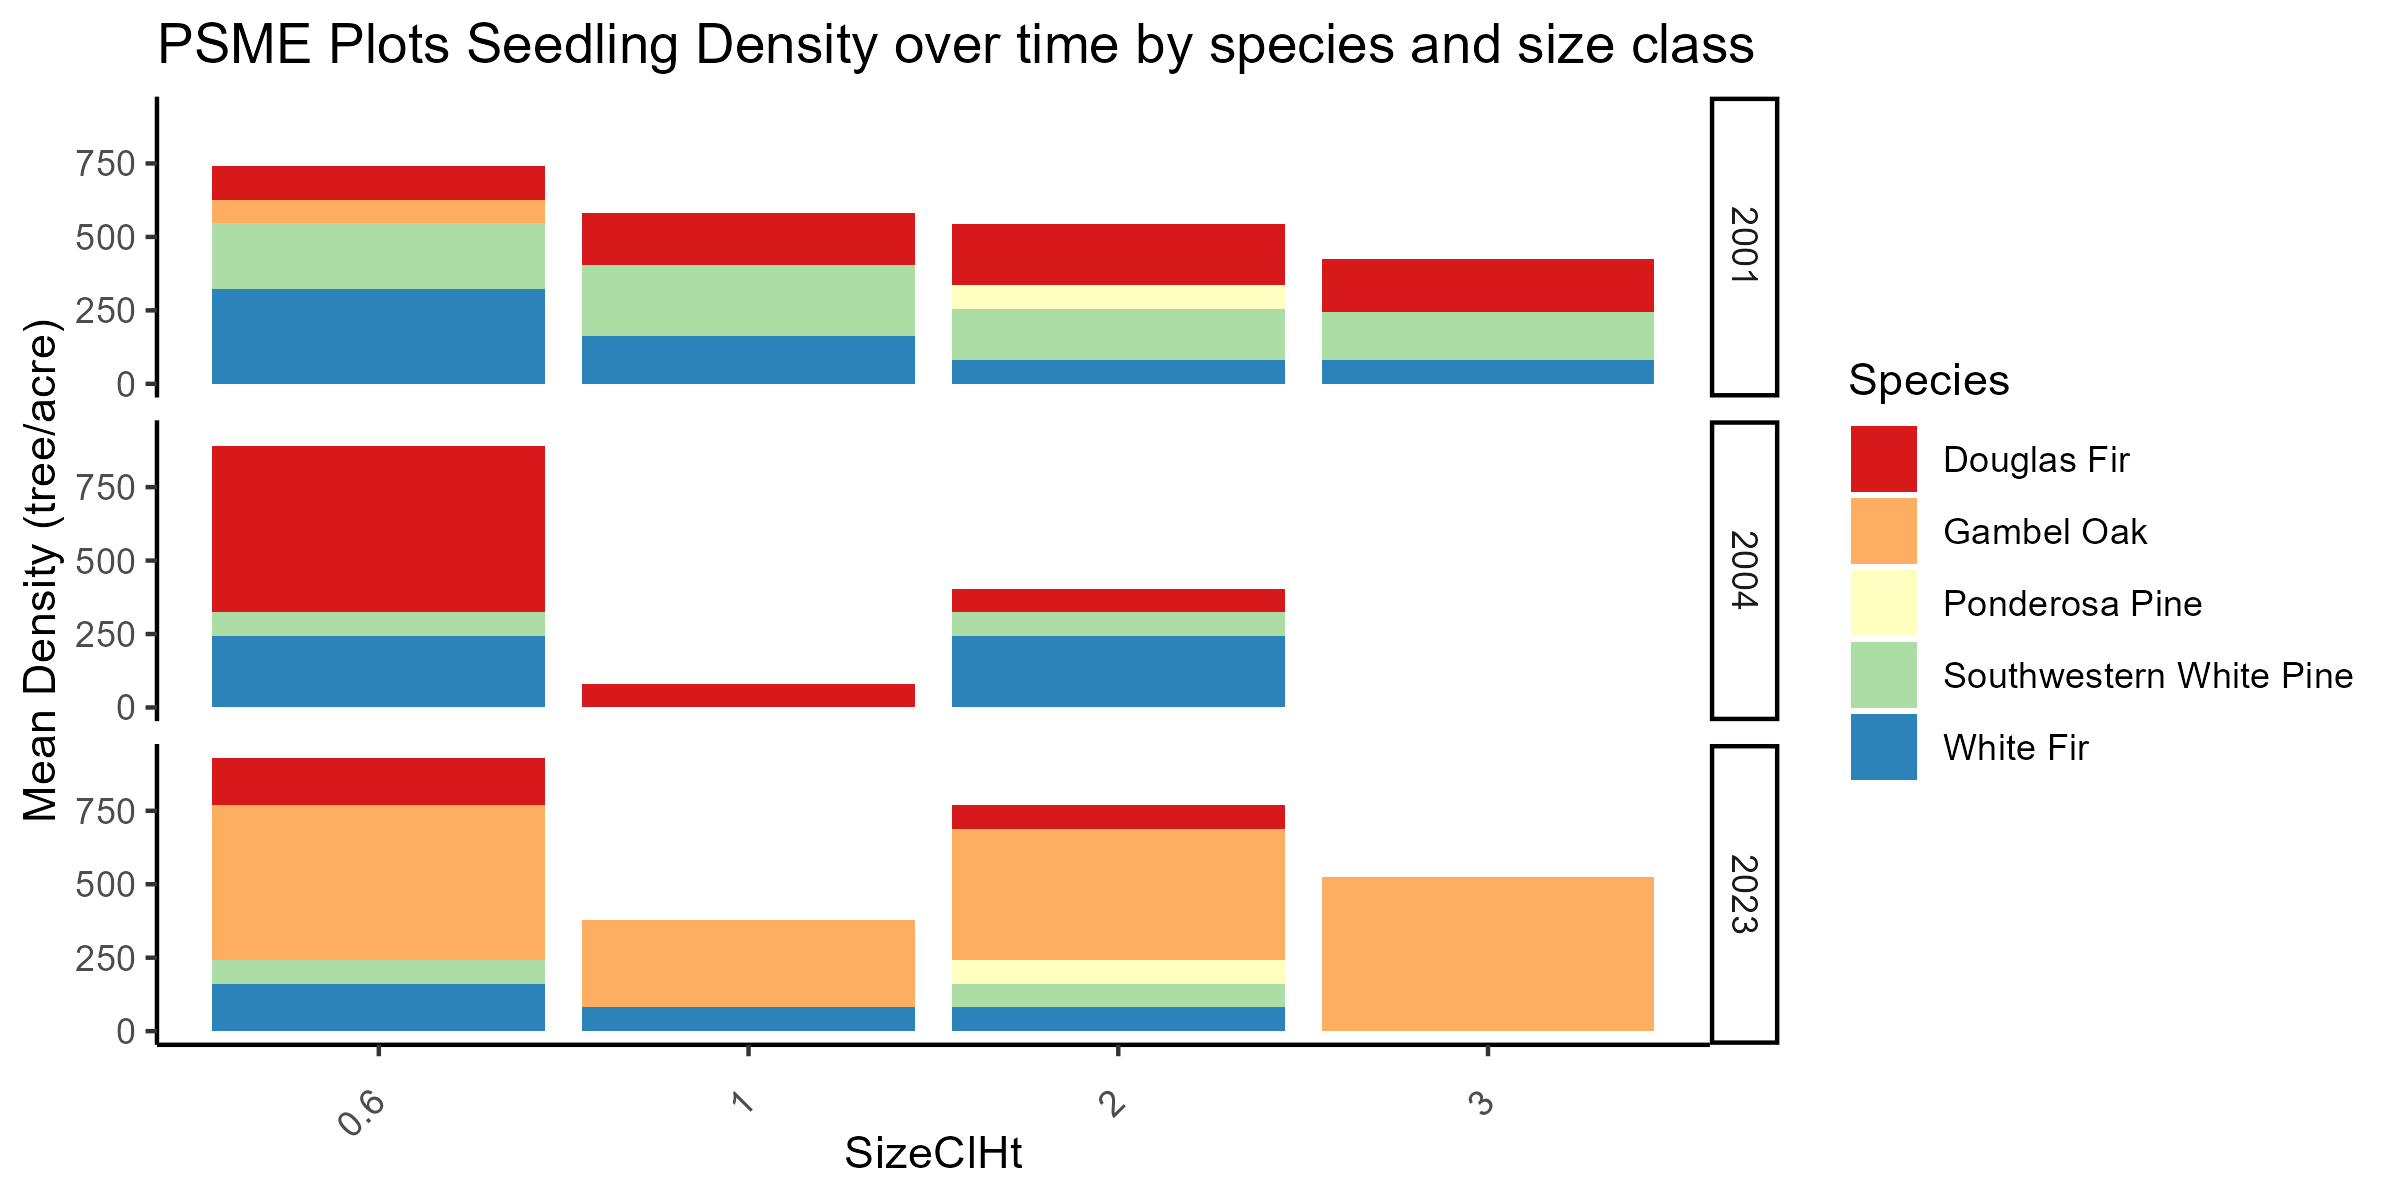 PSME Plots Seedling Density over time by species and size class
Mean Density (tree/acre)
750
500
250
0
2001
750
500
250
0
2004
750
500
250
0
2023
0.6
1
2
3
SizeClHt
Species
Douglas Fir
Gambel Oak
Ponderosa Pine
Southwestern White Pine
White Fir